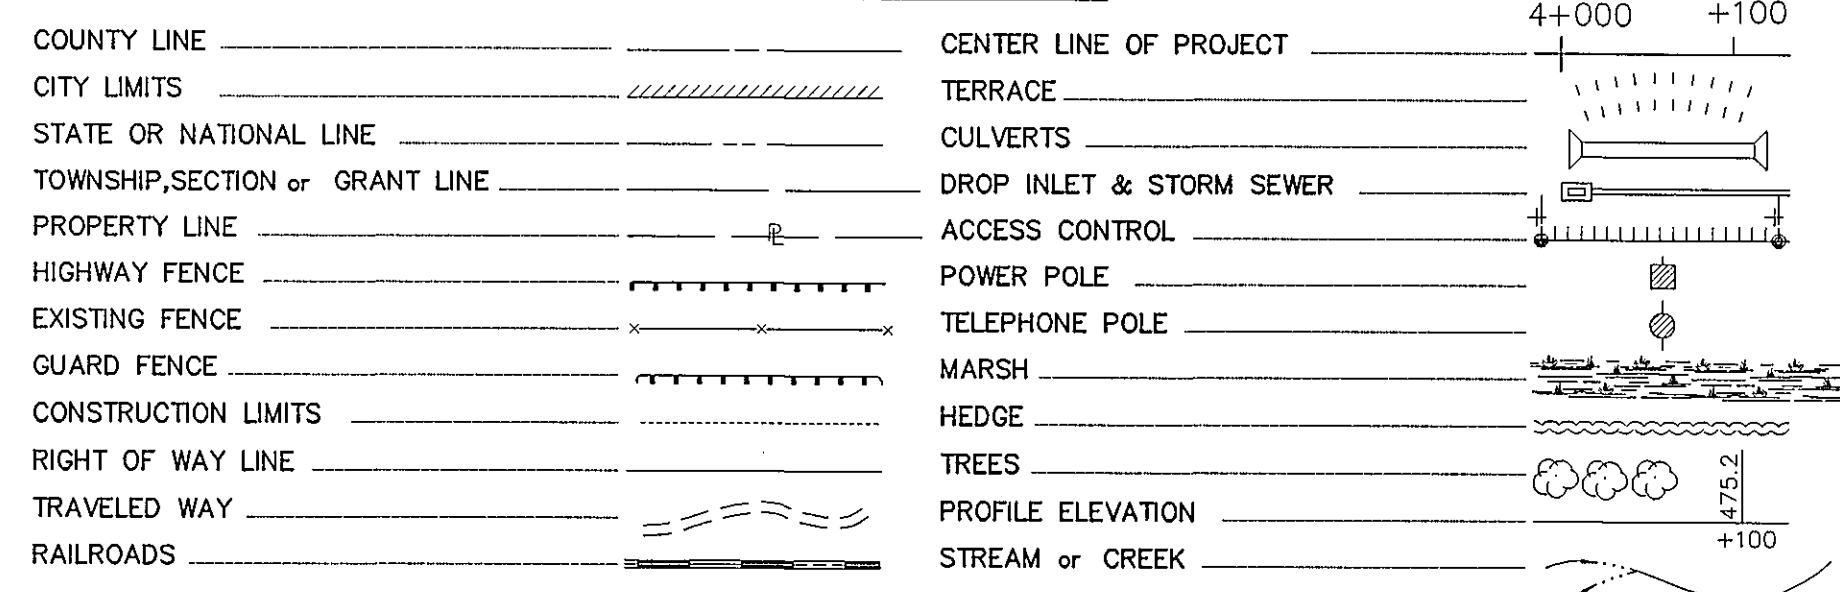 COUNTY LINE
CITY LIMITS
STATE OR NATIONAL LINE
TOWNSHIP,SECTION or GRANT LINE
PROPERTY LINE PL
HIGHWAY FENCE
EXISTING FENCE
GUARD FENCE
CONSTRUCTION LIMITS
RIGHT OF WAY LINE
TRAVELED WAY
RAILROADS
4+000 +100
CENTER LINE OF PROJECT
TERRACE
CULVERTS
DROP INLET & STORM SEWER
ACCESS CONTROL
POWER POLE
TELEPHONE POLE
MARSH
HEDGE
TREES
PROFILE ELEVATION 475.2
+100
STREAM or CREEK